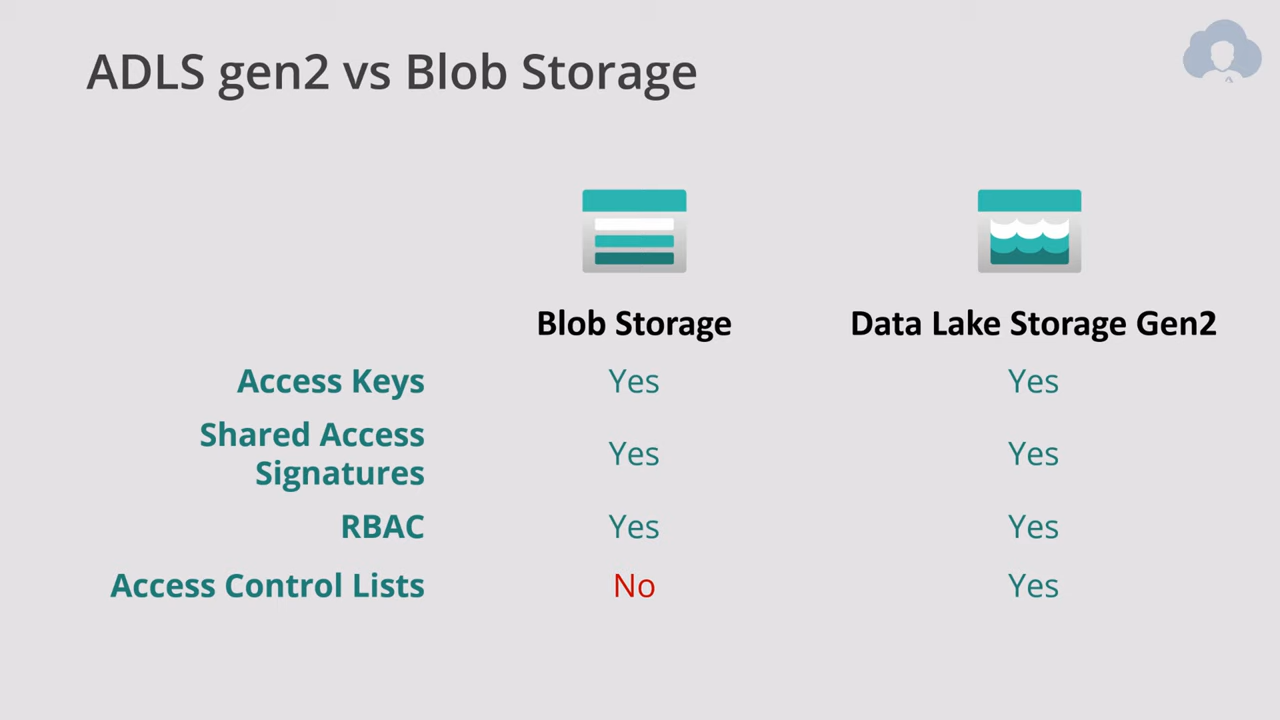 ADLS gen2 vs Blob Storage
Blob Storage
Data Lake Storage Gen2
Access Keys Yes Yes
Shared Access
Signatures Yes Yes
RBAC Yes Yes
Access Control Lists No Yes